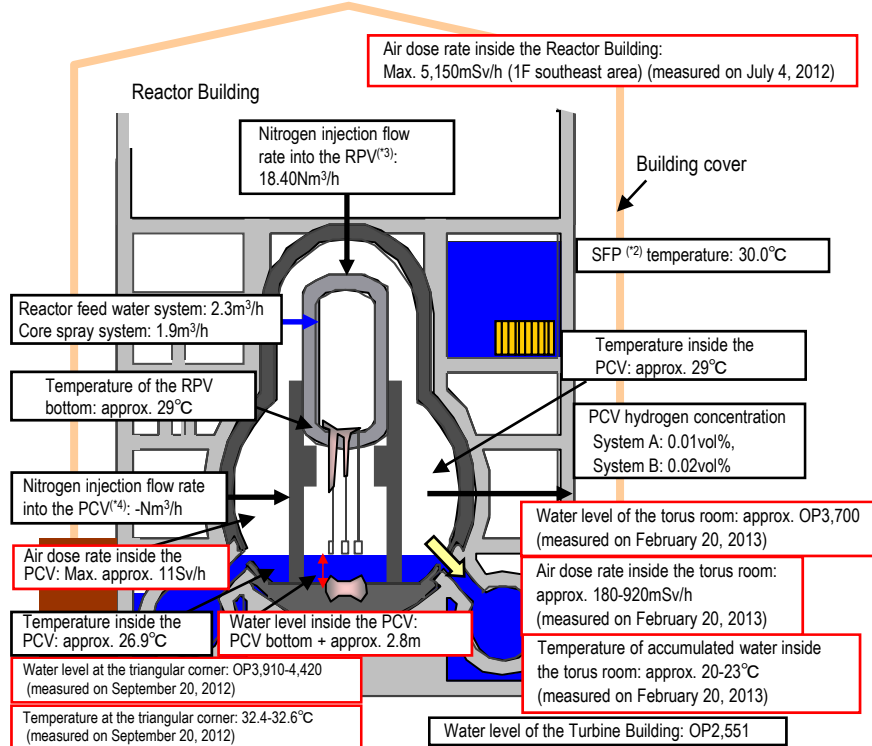 Air dose rate inside the Reactor Building:
Max. 5,150mSv/h (1F southeast area) (measured on July 4, 2012)
Reactor Building
Nitrogen injection flow
rate into the RPV(*3):
18.40Nm3/h
Building cover
SFP (*2) temperature: 30.0℃
Reactor feed water system: 2.3m3/h
Core spray system: 1.9m3/h
Temperature inside the
PCV: approx. 29℃
Temperature of the RPV
bottom: approx. 29℃
PCV hydrogen concentration
System A: 0.01vol%,
System B: 0.02vol%
Nitrogen injection flow rate
into the PCV(*4): -Nm3/h
Water level of the torus room: approx. OP3,700
(measured on February 20, 2013)
Air dose rate inside the
PCV: Max. approx. 11Sv/h
Air dose rate inside the torus room:
approx. 180-920mSv/h
(measured on February 20, 2013)
Temperature inside the
PCV: approx. 26.9℃
Water level inside the PCV:
PCV bottom + approx. 2.8m
Temperature of accumulated water inside
the torus room: approx. 20-23℃
(measured on February 20, 2013)
Water level at the triangular corner: OP3,910-4,420
(measured on September 20, 2012)
Temperature at the triangular corner: 32.4-32.6℃
(measured on September 20, 2012)
Water level of the Turbine Building: OP2,551